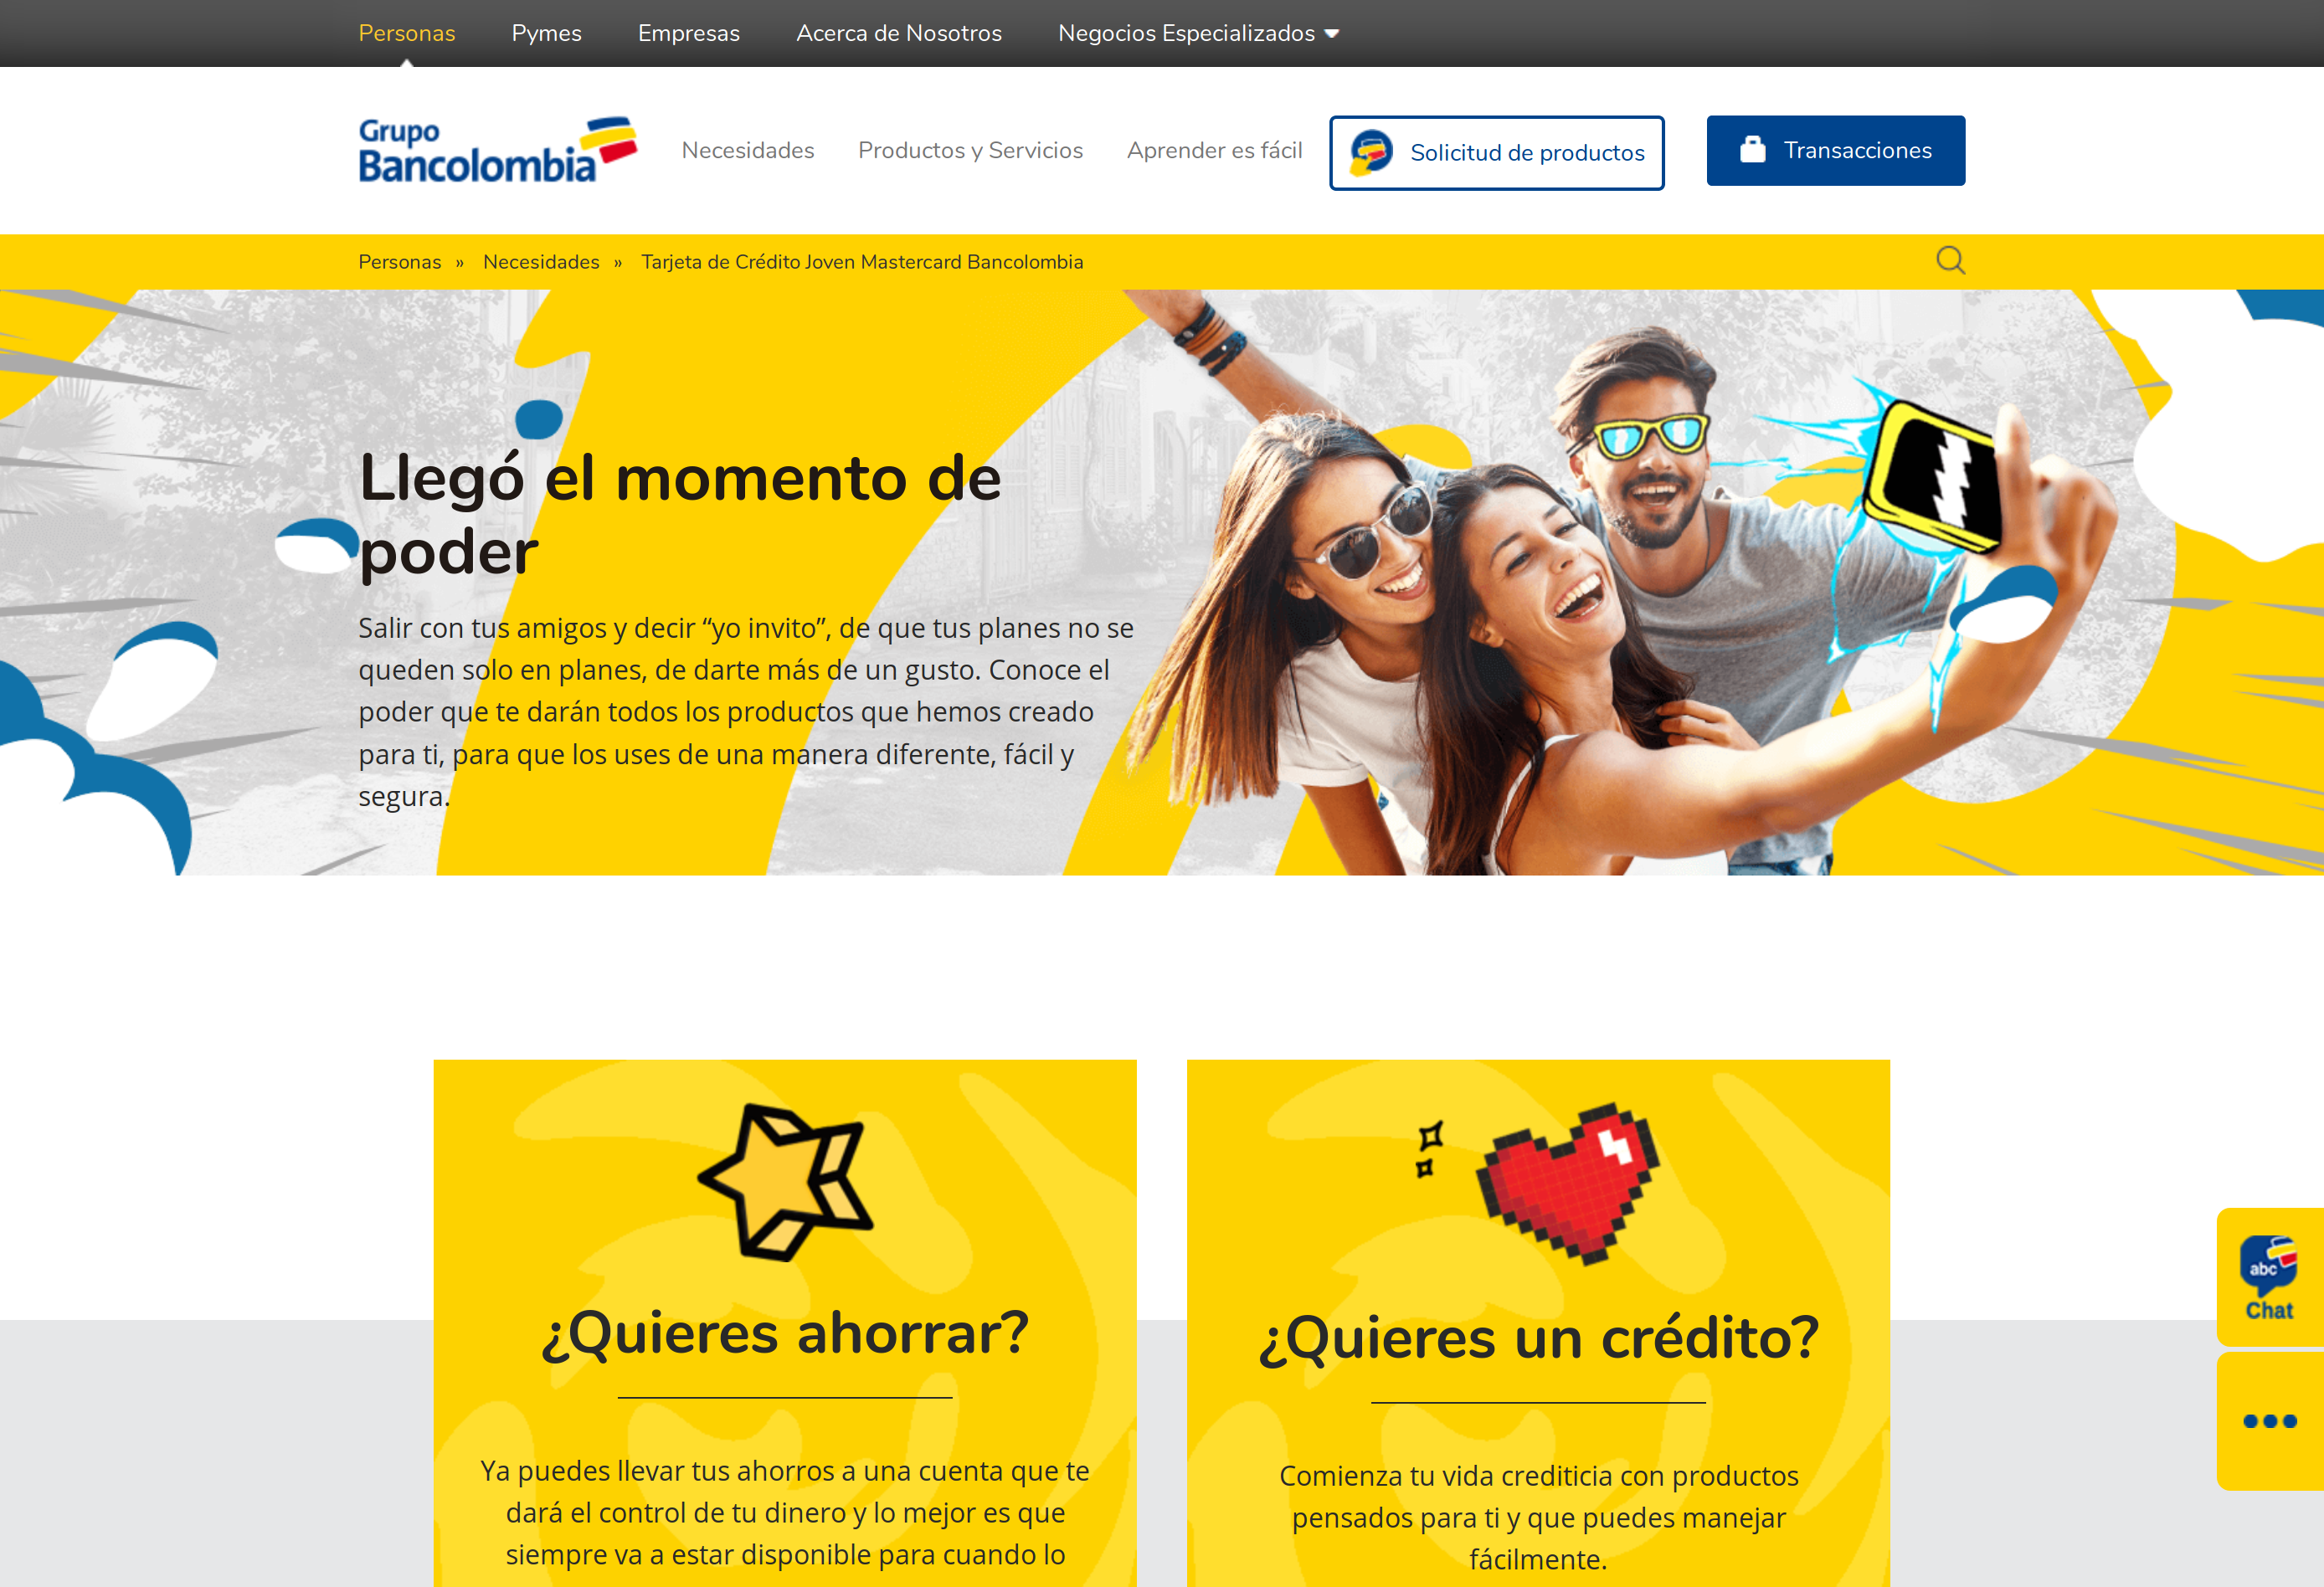 Personas Pymes Empresas Acerca de Nosotros Negocios Especializados
Grupo
Bancolombia
Necesidades Productos y Servicios Aprender es fácil Solicitud de productos Transacciones
Personas » Necesidades » Tarjeta de Crédito Joven Mastercard Bancolombia
Llegó el momento de
poder
Salir con tus amigos y decir “yo invito”, de que tus planes no se
queden solo en planes, de darte más de un gusto. Conoce el
poder que te darán todos los productos que hemos creado
para ti, para que los uses de una manera diferente, fácil y
segura.
¿Quieres ahorrar?
Ya puedes llevar tus ahorros a una cuenta que te
dará el control de tu dinero y lo mejor es que
siempre va a estar disponible para cuando lo
¿Quieres un crédito?
Comienza tu vida crediticia con productos
pensados para ti y que puedes manejar
fácilmente.
abc
Chat